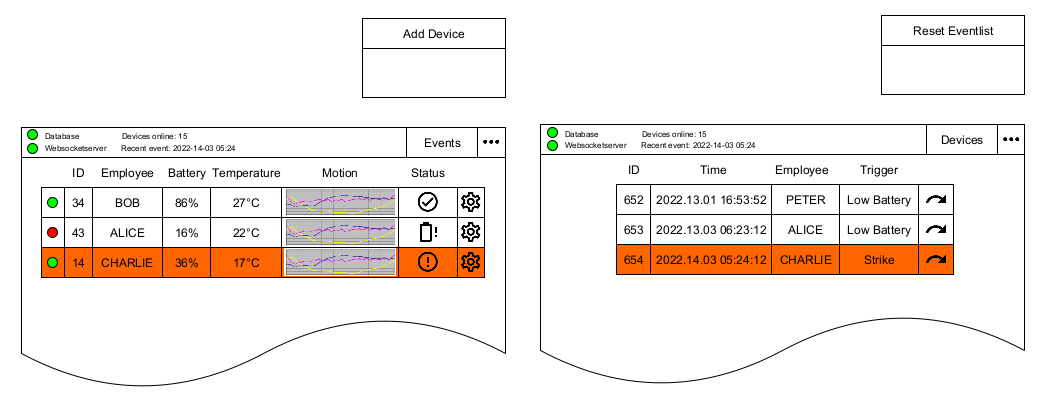 Add Device
Reset Eventlist
Database Devices online: 15
Websocketserver Recent event: 2022-14-03 05:24
Events
•••
ID Employee Battery Temperature Motion Status
34 BOB 86% 27°C
43 ALICE 16% 22°C !
14 CHARLIE 36% 17°C !
Database Devices online: 15
Websocketserver Recent event: 2022-14-03 05:24
Devices
•••
ID Time Employee Trigger
652 2022.13.01 16:53:52 PETER Low Battery
653 2022.13.03 06:23:12 ALICE Low Battery
654 2022.14.03 05:24:12 CHARLIE Strike